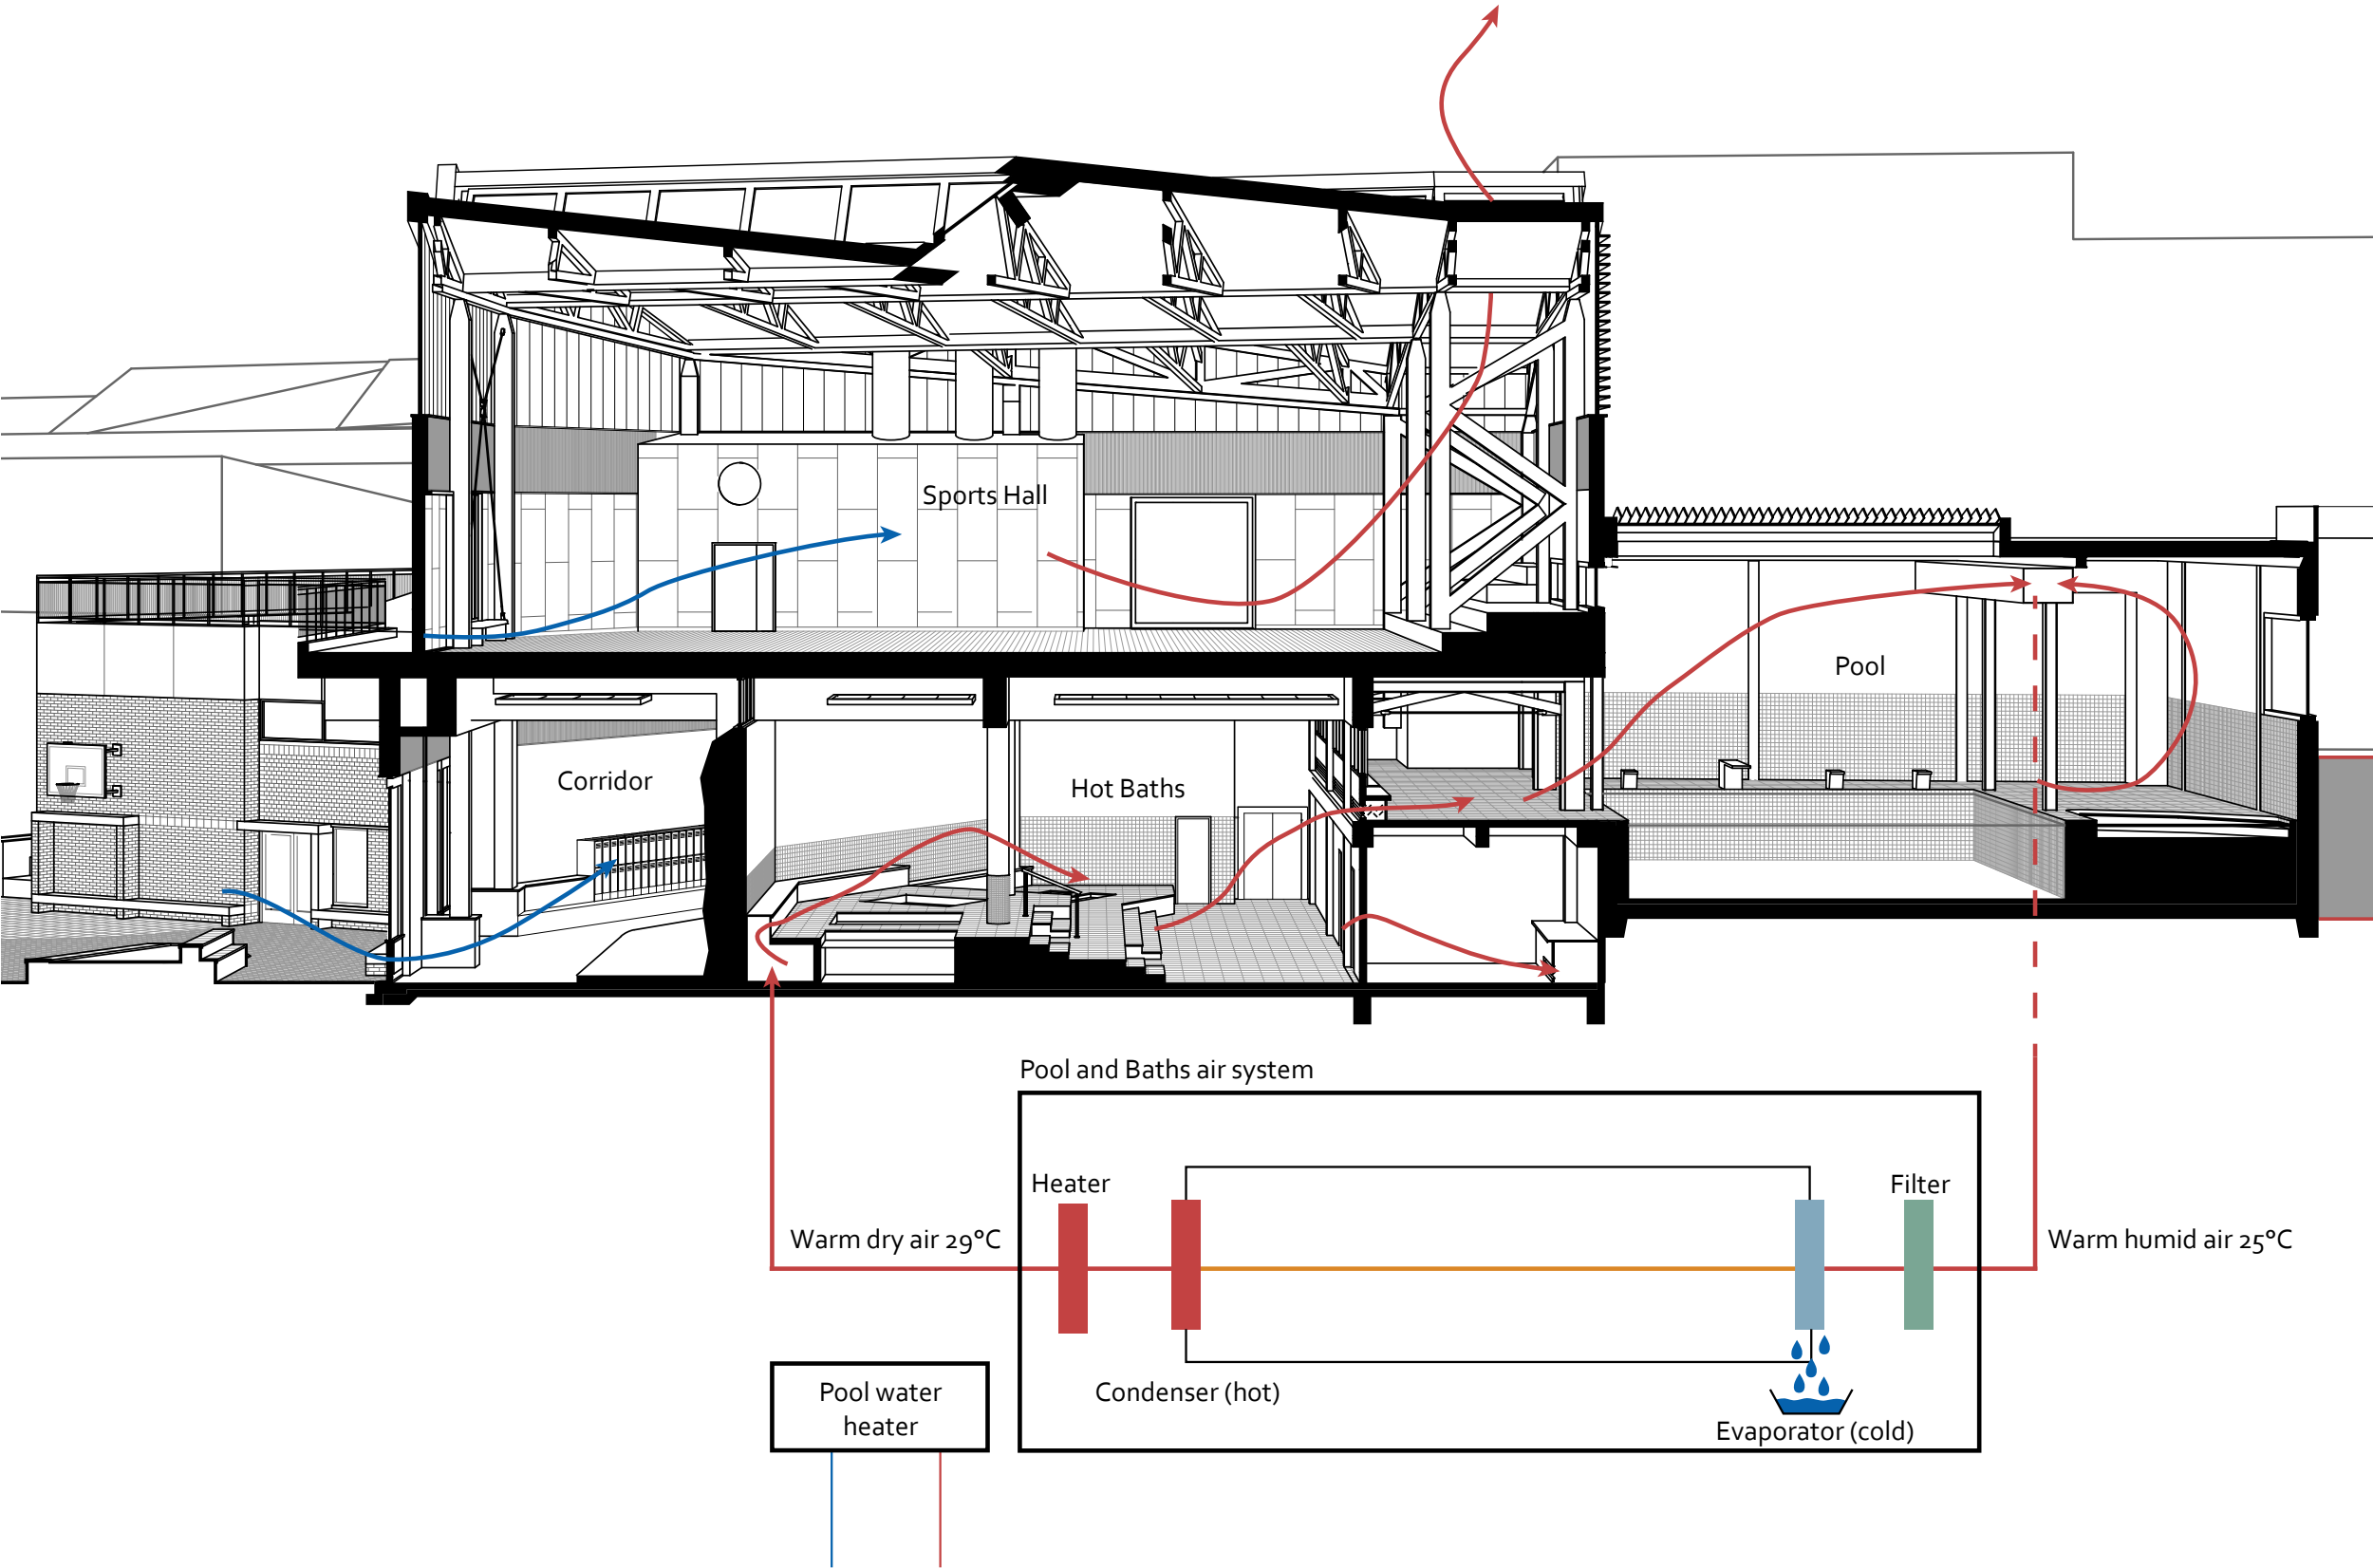 Sports Hall
Pool
Corridor
Hot Baths
Pool and Baths air system
Heater
Filter
Warm dry air 29°C
Warm humid air 25°C
Pool water
heater
Condenser (hot)
Evaporator (cold)